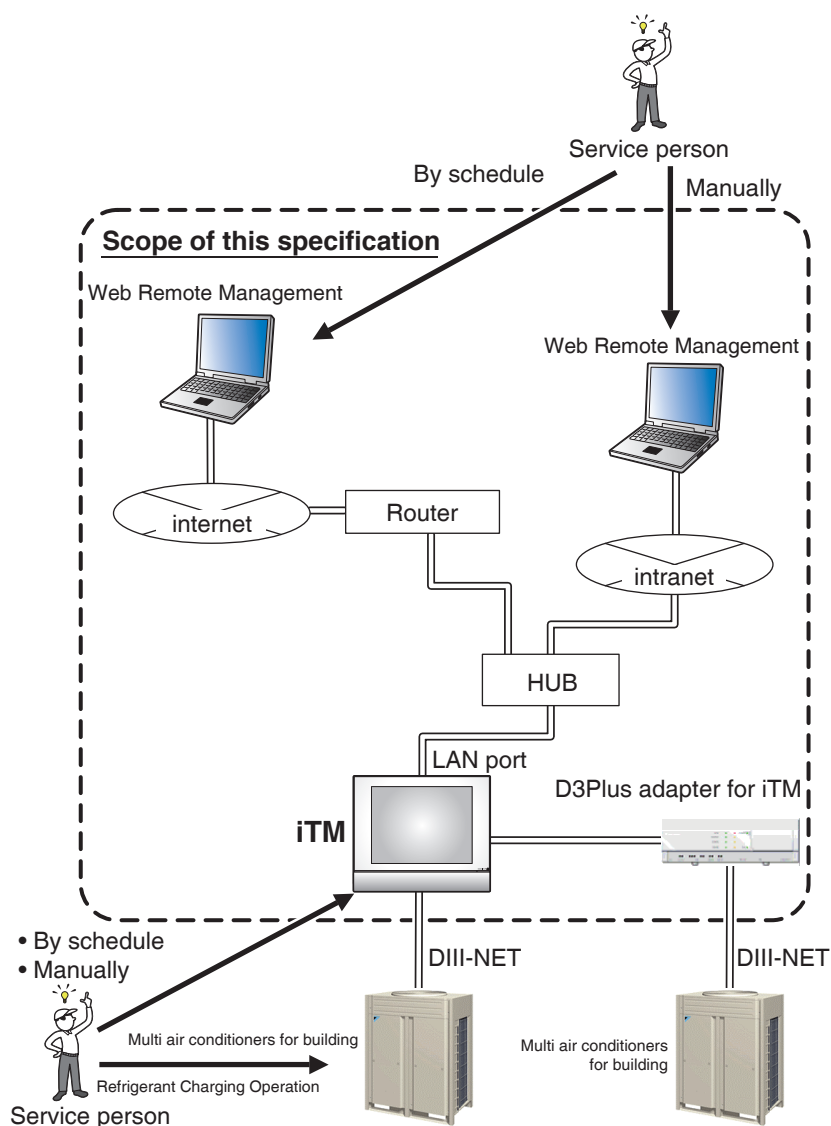 Service person
By schedule
Manually
Scope of this specification
Web Remote Management
Web Remote Management
internet
Router
intranet
HUB
LAN port
D3Plus adapter for iTM
iTM
• By schedule
• Manually
DIII-NET
DIII-NET
Multi air conditioners for building
Refrigerant Charging Operation
Multi air conditioners
for building
Service person